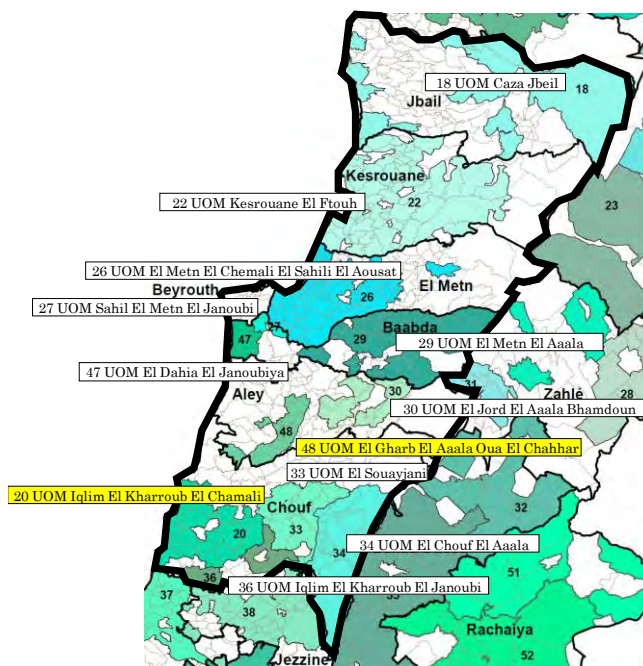 18 UOM Caza Jbeil
18
Jbail
Kesrouane
22 UOM Kesrouane El Ftouh
22
23
26 UOM El Metn El Chemali El Sahili El Aousat
El Metn
Beyrouth
26
27 UOM Sahil El Metn El Janoubi
27
Baabda
47
29
29 UOM El Metn El Aaala
47 UOM El Dahia El Janoubiya
31
Zahlé
28
Aley
30
30 UOM El Jord El Aaala Bhamdoun
48
48 UOM El Gharb El Aaala Oua El Chahhar
33 UOM El Souayjani
20 UOM Iqlim El Kharroub El Chamali
Chouf
32
33
20
34
34 UOM El Chouf El Aaala
51
36
36 UOM Iqlim El Kharroub El Janoubi
37
38
Rachaiya
Jezzine
52